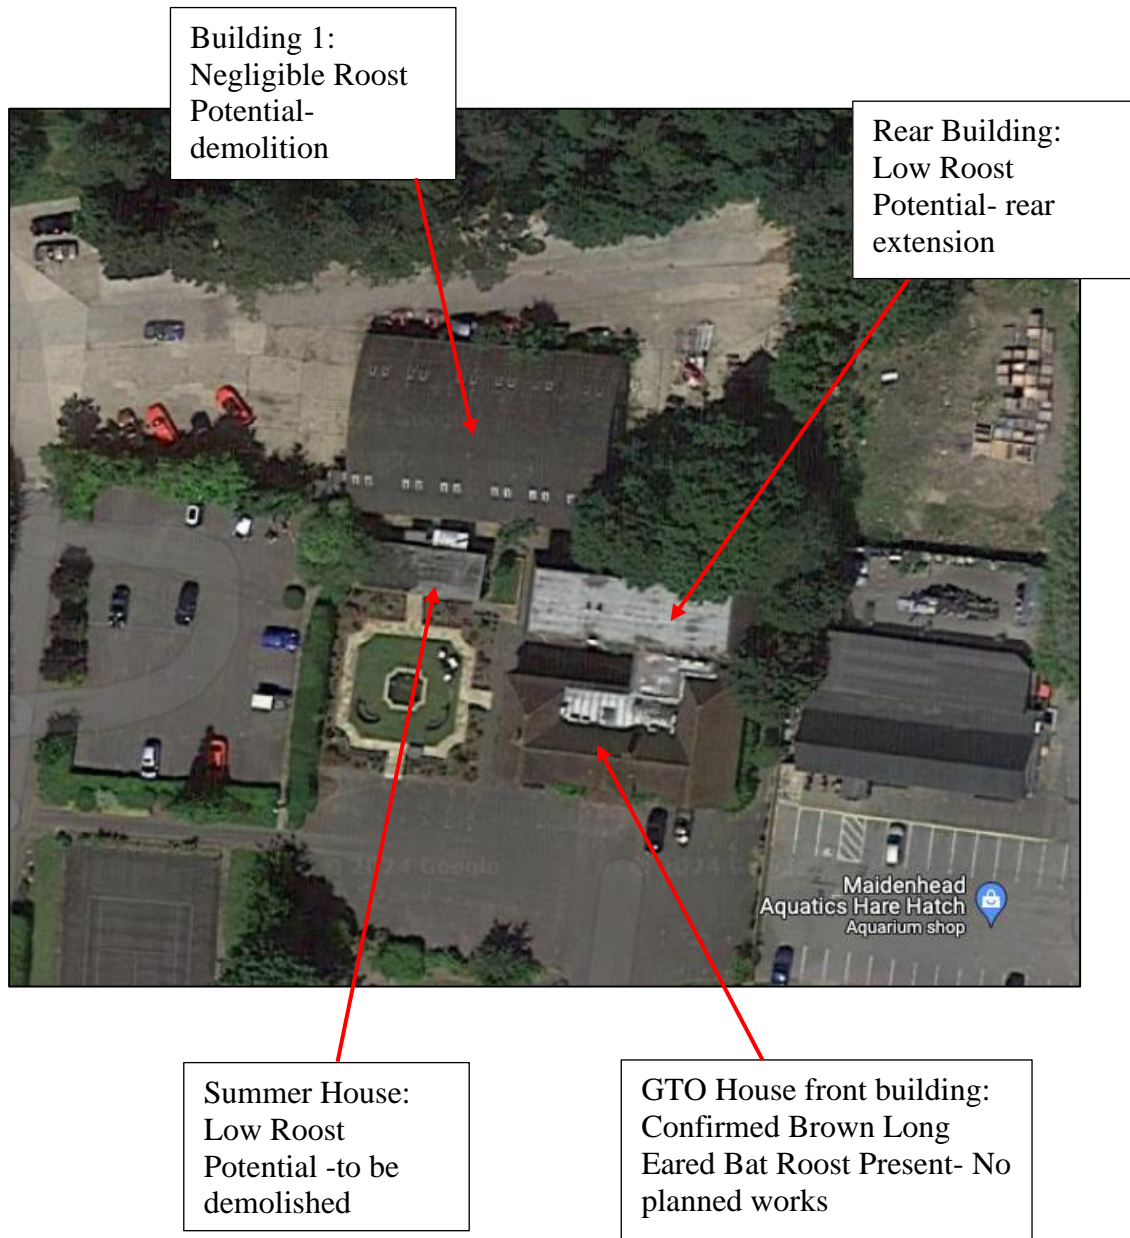 Building 1:
Negligible Roost
Potential-
demolition
Rear Building:
Low Roost
Potential- rear
extension
Google
Maidenhead
Aquatics Hare Hatch
Aquarium shop
Summer House:
Low Roost
Potential -to be
demolished
GTO House front building:
Confirmed Brown Long
Eared Bat Roost Present- No
planned works